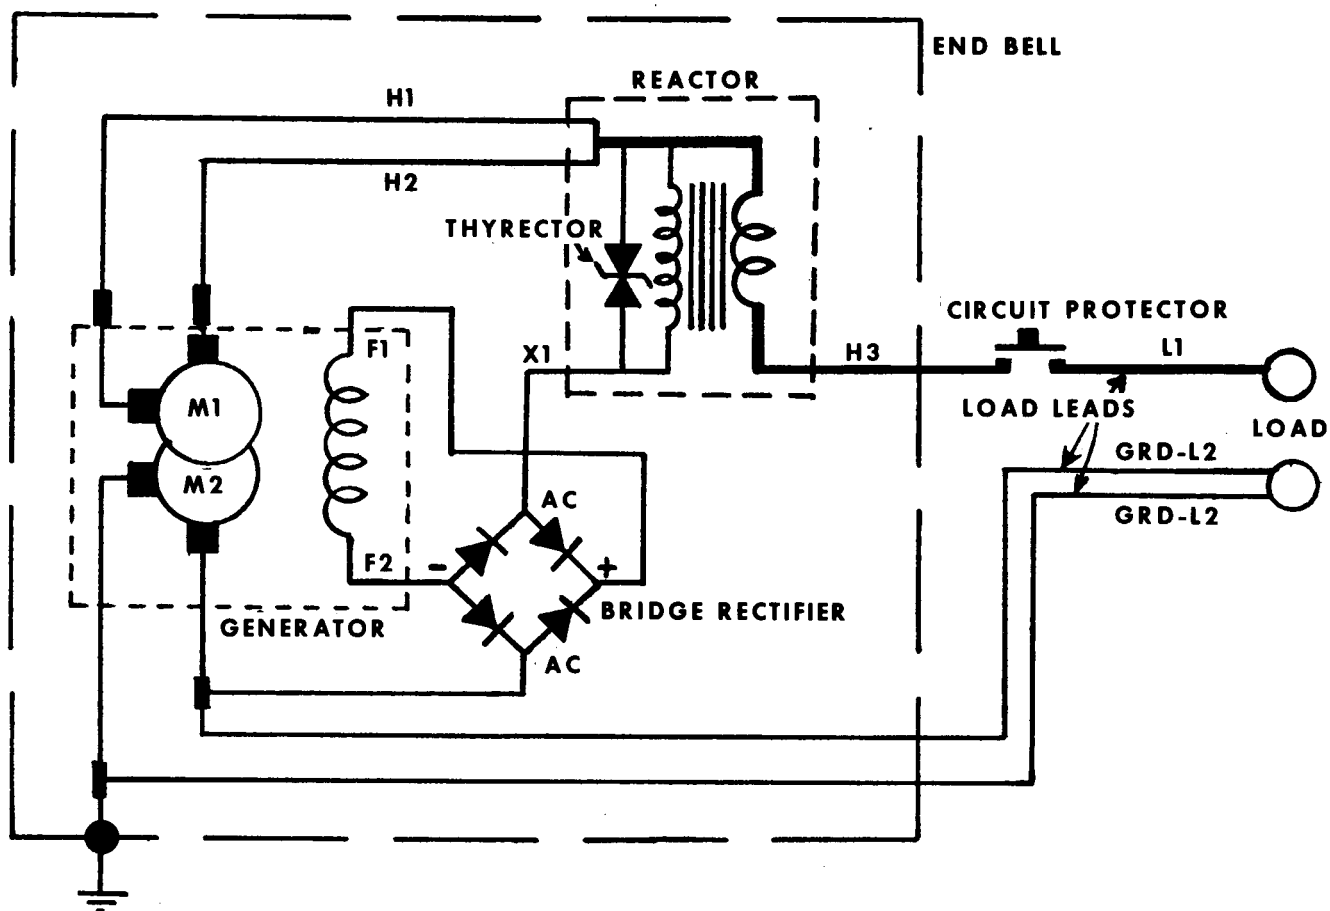 END BELL
REACTOR
H1
H2
THYRECTOR
CIRCUIT PROTECTOR
F1
X1
H3
L1
M1
LOAD LEADS
LOAD
GRD-L2
M2
AC
GRD-L2
F2
-
+
BRIDGE RECTIFIER
GENERATOR
AC